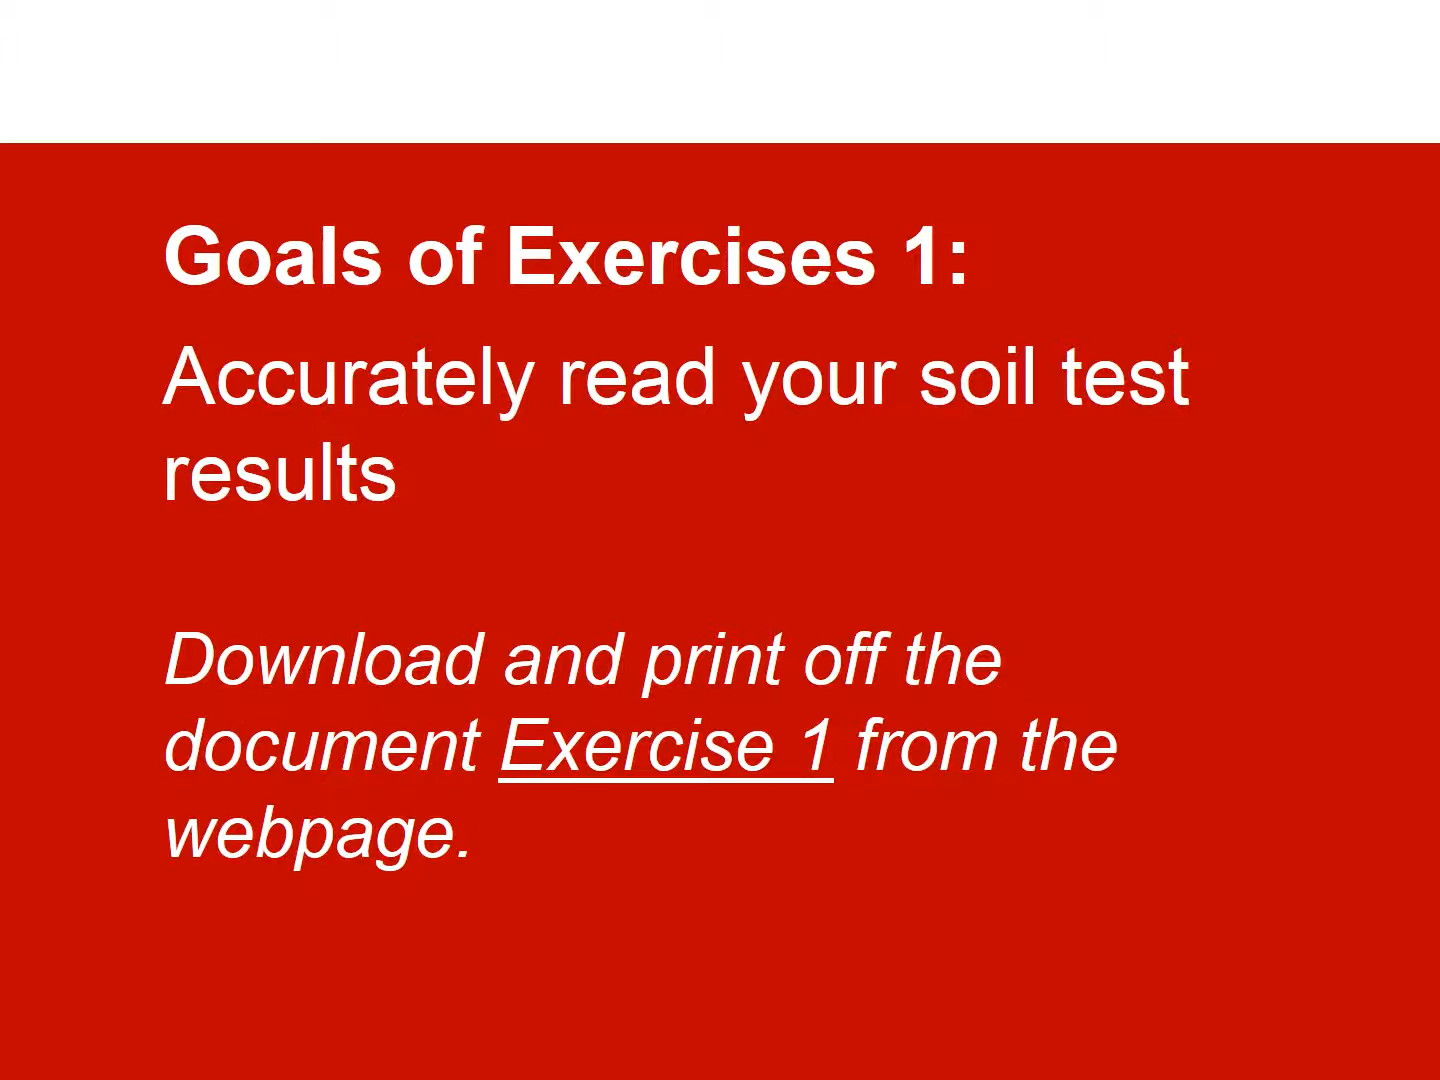 Goals of Exercises 1:
Accurately read your soil test
results
Download and print off the
document Exercise 1 from the
webpage.